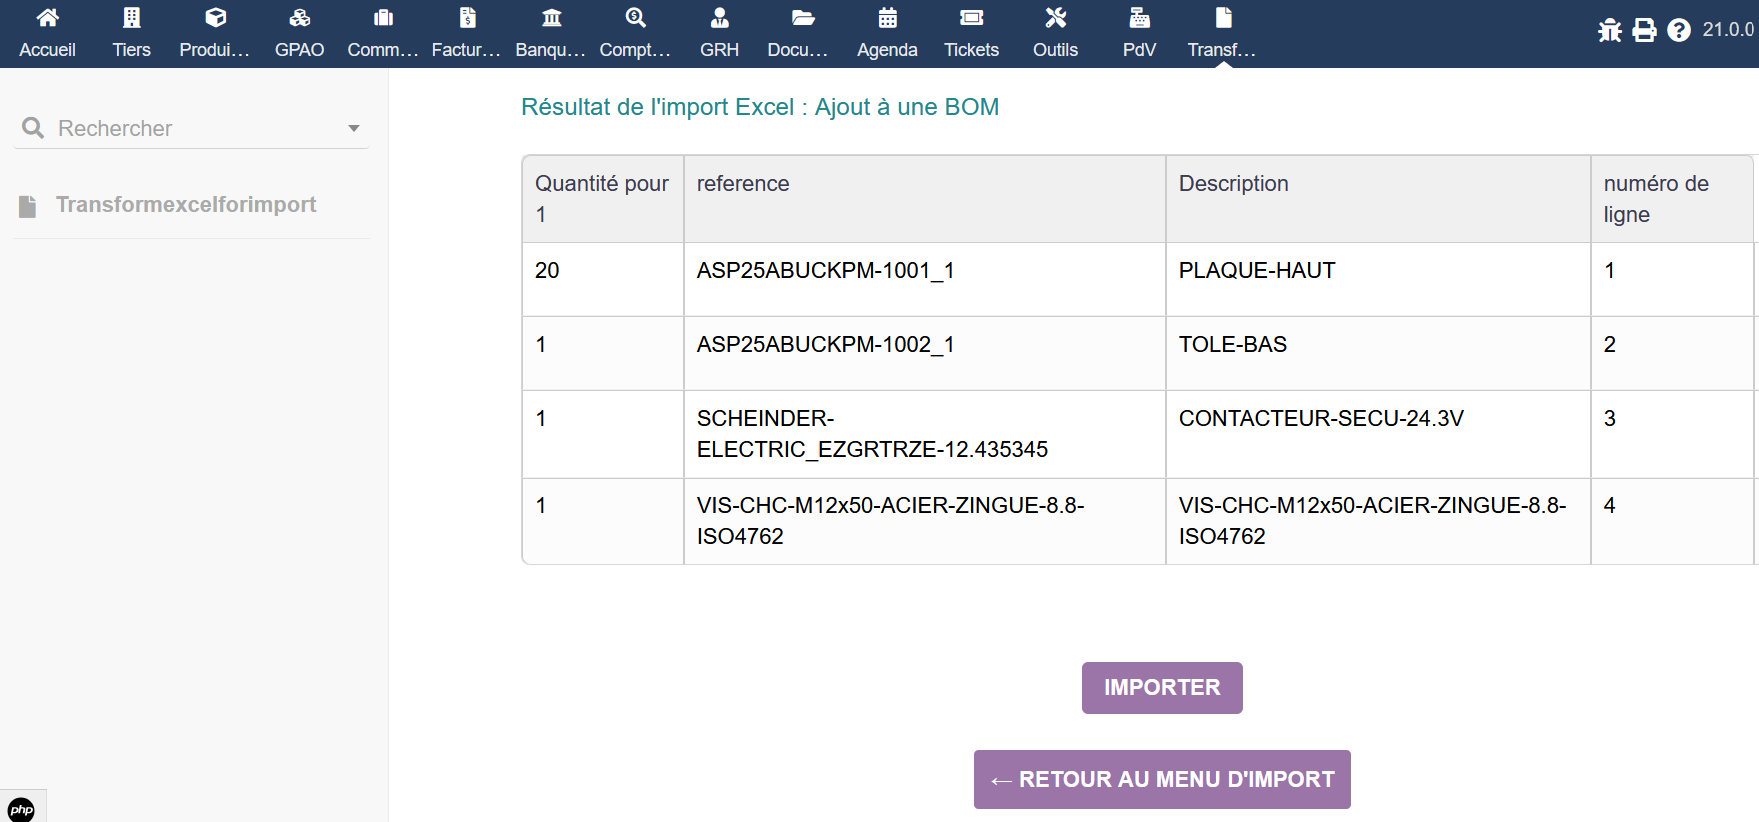 Accueil Tiers Produi... GPAO Comm... Factur... Banqu... Compt... GRH Docu... Agenda Tickets Outils PdV Transf... 21.0.0
Rechercher
Transformexcelforimport
Résultat de l'import Excel : Ajout à une BOM
Quantité pour 1 reference Description numéro de ligne
20 ASP25ABUCKPM-1001_1 PLAQUE-HAUT 1
1 ASP25ABUCKPM-1002_1 TOLE-BAS 2
1 SCHEINDER-ELECTRIC_EZGRTRZE-12.435345 CONTACTEUR-SECU-24.3V 3
1 VIS-CHC-M12x50-ACIER-ZINGUE-8.8-ISO4762 VIS-CHC-M12x50-ACIER-ZINGUE-8.8-ISO4762 4
IMPORTER
← RETOUR AU MENU D'IMPORT
php